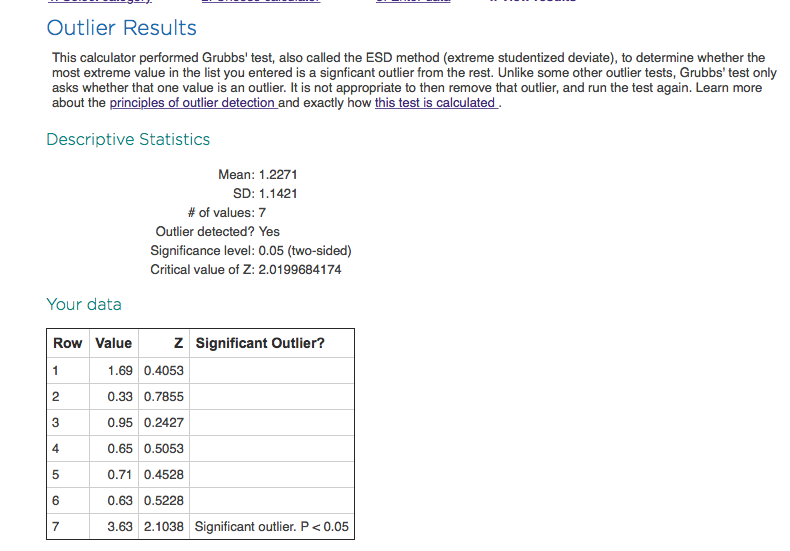 Outlier Results
This calculator performed Grubbs' test, also called the ESD method (extreme studentized deviate), to determine whether the
most extreme value in the list you entered is a signficant outlier from the rest. Unlike some other outlier tests, Grubbs' test only
asks whether that one value is an outlier. It is not appropriate to then remove that outlier, and run the test again. Learn more
about the principles of outlier detection and exactly how this test is calculated .
Descriptive Statistics
Mean: 1.2271
SD: 1.1421
# of values: 7
Outlier detected? Yes
Significance level: 0.05 (two-sided)
Critical value of Z: 2.0199684174
Your data
Row Value Z Significant Outlier?
1 1.69 0.4053
2 0.33 0.7855
3 0.95 0.2427
4 0.65 0.5053
5 0.71 0.4528
6 0.63 0.5228
7 3.63 2.1038 Significant outlier. P < 0.05